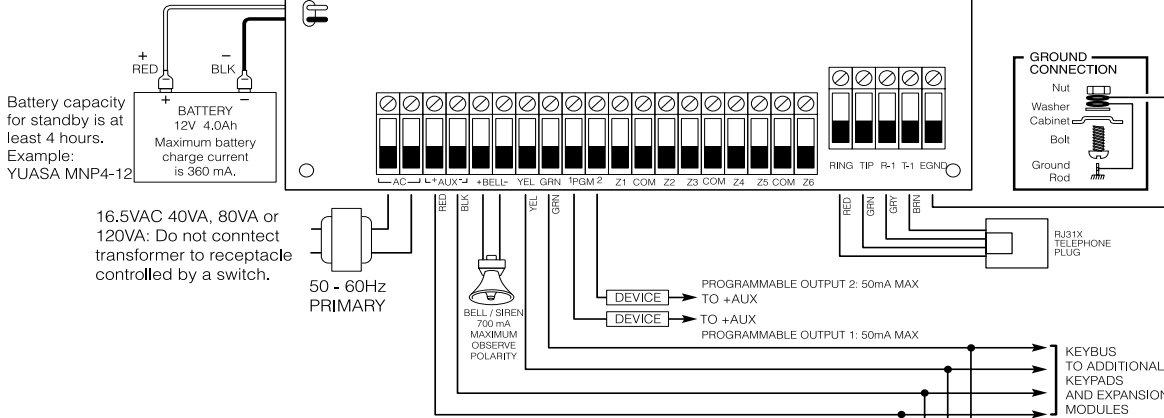 + −
RED BLK
+ −
BATTERY
12V 4.0Ah
Maximum battery
charge current
is 360 mA.
Battery capacity
for standby is at
least 4 hours.
Example:
YUASA MNP4-12
AC + AUX - +BELL- YEL GRN 1PGM 2 Z1 COM Z2 Z3 COM Z4 Z5 COM Z6
RING TIP R-1 T-1 EGND
RED BLK YEL GRN
RED GRN GRY BRN
GROUND
CONNECTION
Nut
Washer
Cabinet
Bolt
Ground
Rod
16.5VAC 40VA, 80VA or
120VA: Do not conntect
transformer to receptacle
controlled by a switch.
50 - 60Hz
PRIMARY
BELL / SIREN
700 mA
MAXIMUM
OBSERVE
POLARITY
RJ31X
TELEPHONE
PLUG
PROGRAMMABLE OUTPUT 2: 50mA MAX
DEVICE TO +AUX
DEVICE TO +AUX
PROGRAMMABLE OUTPUT 1: 50mA MAX
KEYBUS
TO ADDITIONAL
KEYPADS
AND EXPANSION
MODULES